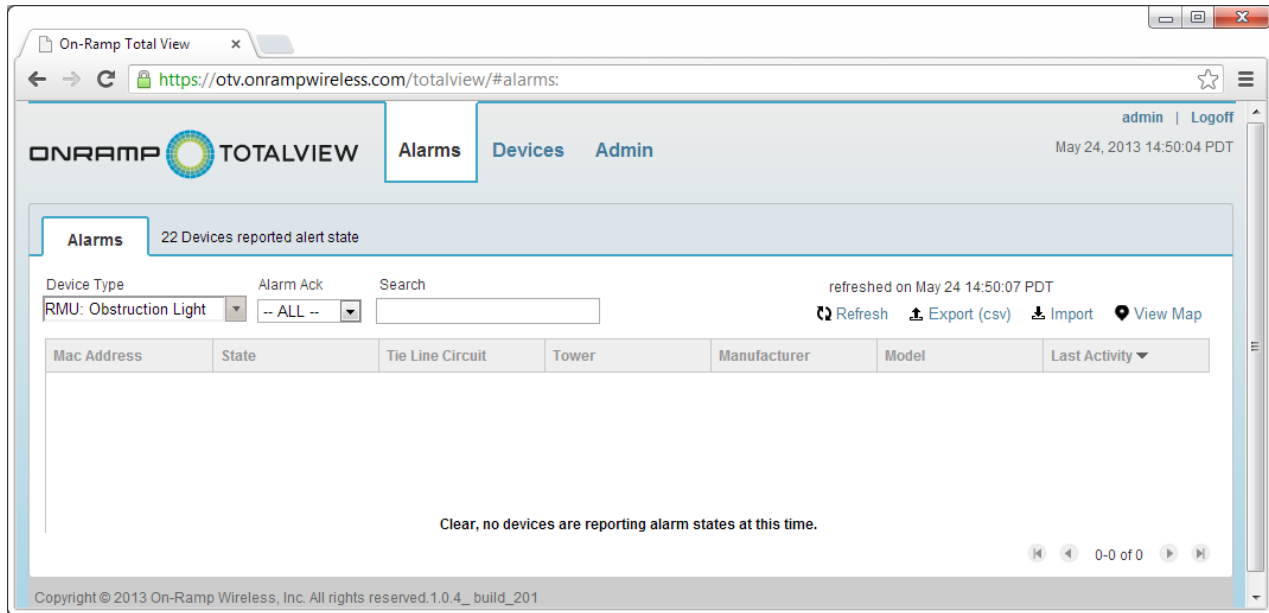 On-Ramp Total View
https://otv.onrampwireless.com/totalview/#alarms:
admin | Logoff
ONRAMP TOTALVIEW Alarms Devices Admin May 24, 2013 14:50:04 PDT
Alarms 22 Devices reported alert state
Device Type Alarm Ack Search refreshed on May 24 14:50:07 PDT
RMU: Obstruction Light -- ALL -- Refresh Export (csv) Import View Map
Mac Address State Tie Line Circuit Tower Manufacturer Model Last Activity
Clear, no devices are reporting alarm states at this time.
0-0 of 0
Copyright © 2013 On-Ramp Wireless, Inc. All rights reserved.1.0.4_ build_201